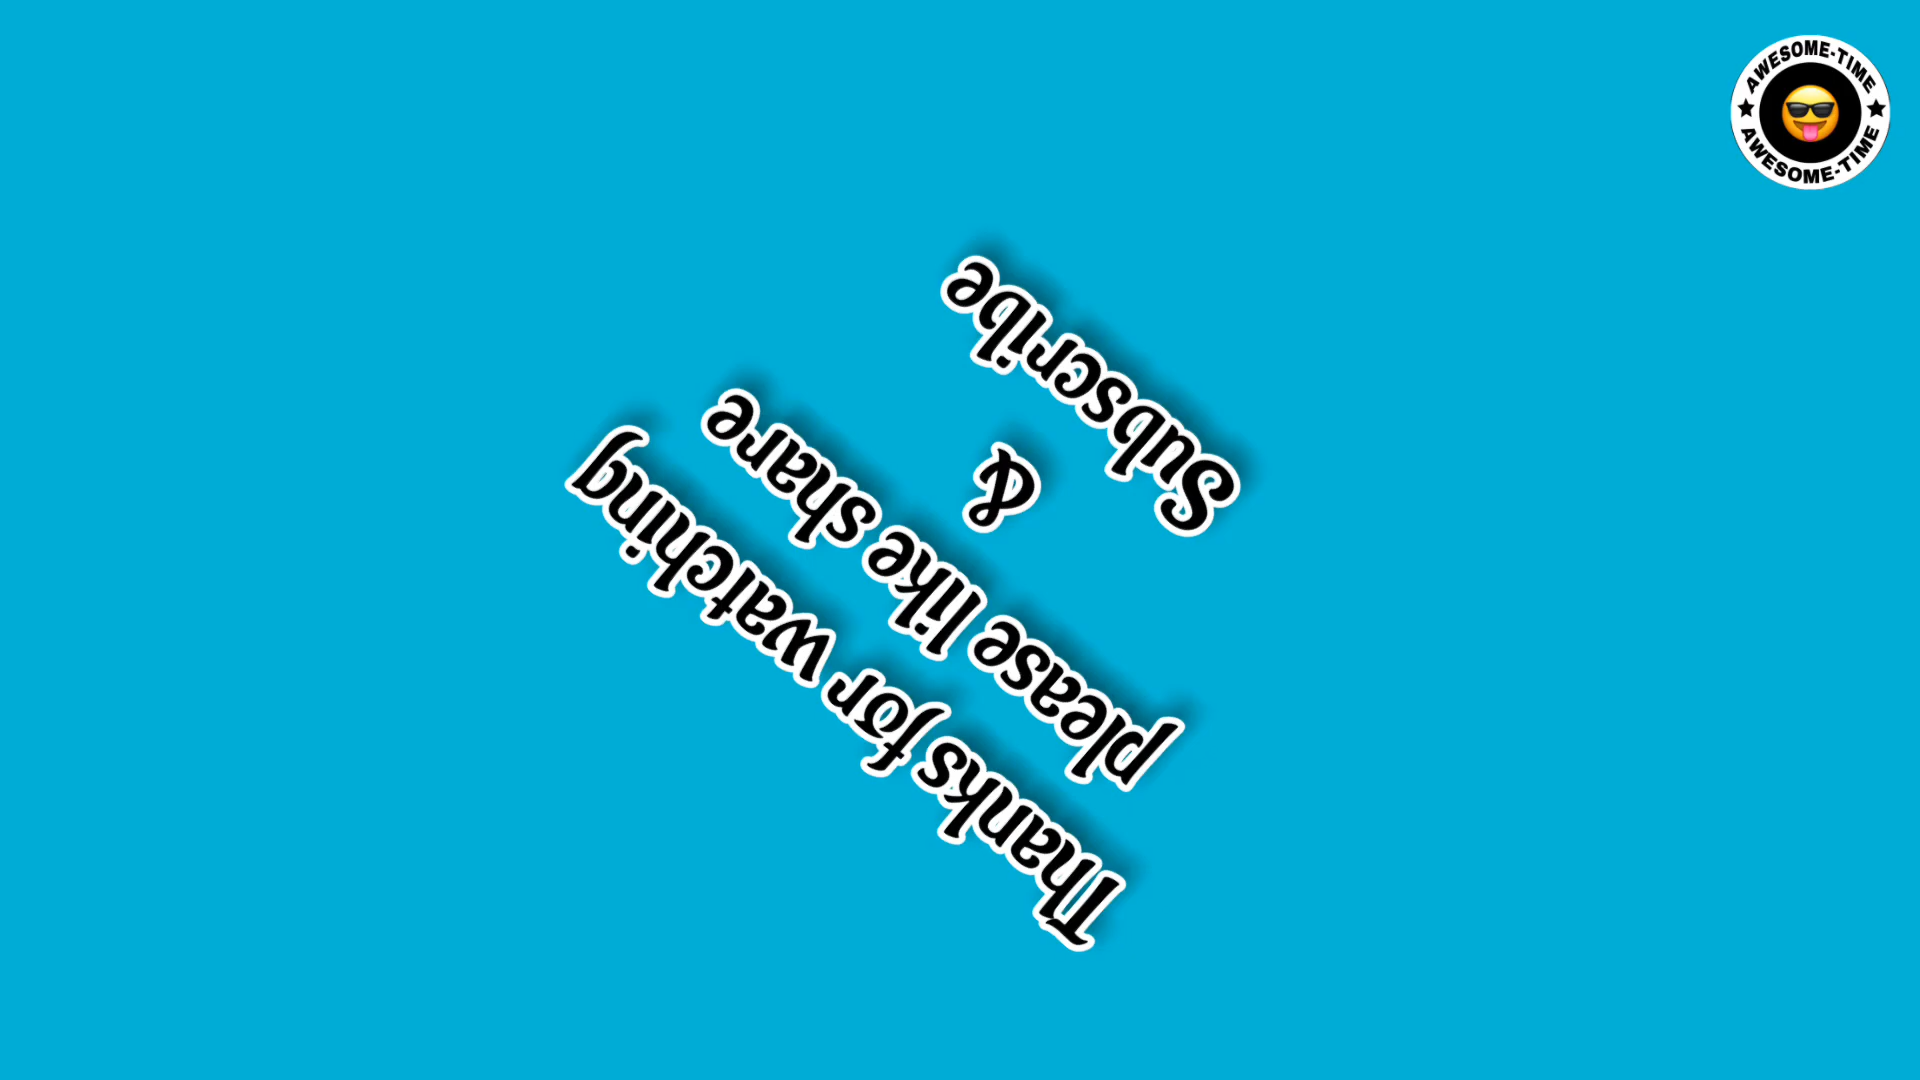 Thanks for watching
please like share
&
Subscribe
AWESOME-TIME
AWESOME-TIME